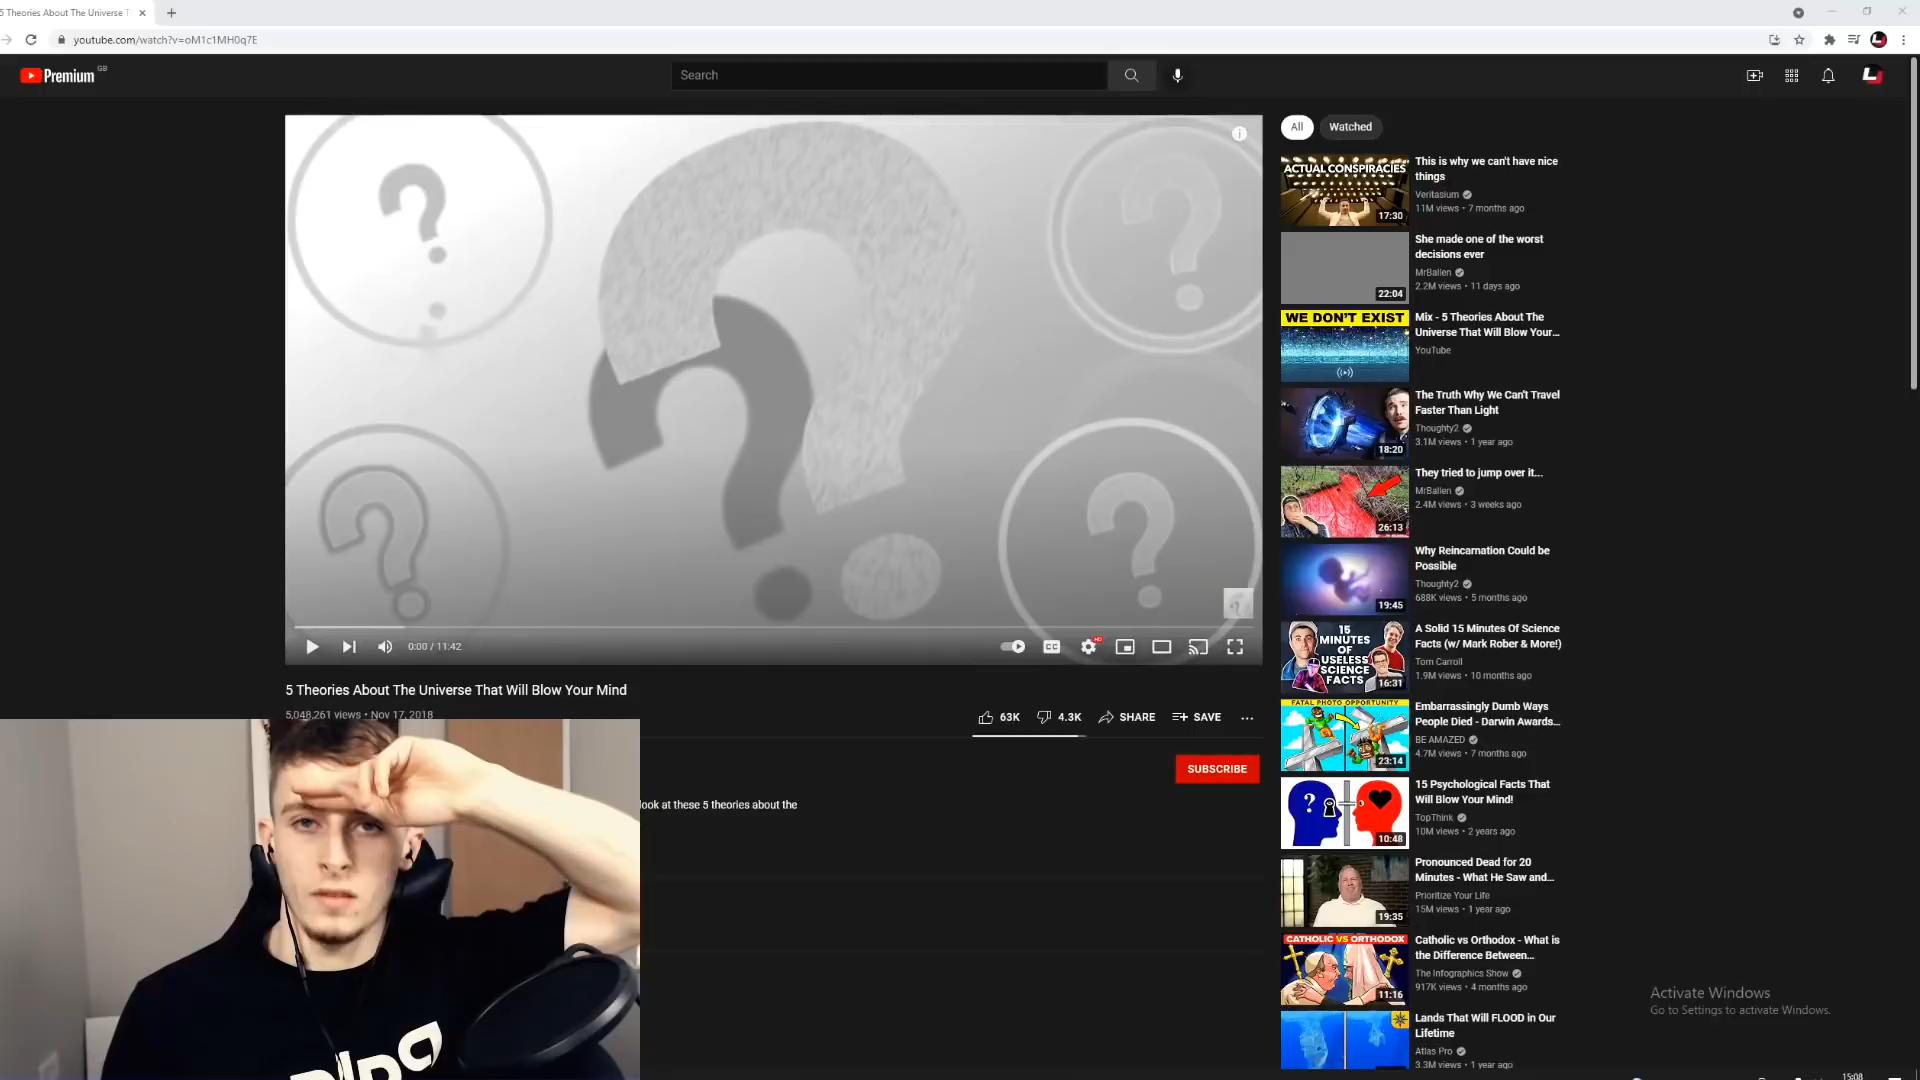 5 Theories About The Universe T
youtube.com/watch?v=oM1c1MH0q7E
Premium GB
Search
All
Watched
ACTUAL CONSPIRACIES
17:30
This is why we can't have nice
things
Veritasium
11M views • 7 months ago
22:04
She made one of the worst
decisions ever
MrBallen
2.2M views • 11 days ago
WE DON'T EXIST
Mix - 5 Theories About The
Universe That Will Blow Your...
YouTube
18:20
The Truth Why We Can't Travel
Faster Than Light
Thoughty2
3.1M views • 1 year ago
26:13
They tried to jump over it...
MrBallen
2.4M views • 3 weeks ago
19:45
Why Reincarnation Could be
Possible
Thoughty2
688K views • 5 months ago
15
MINUTES
OF
USELESS
SCIENCE
FACTS
16:31
A Solid 15 Minutes Of Science
Facts (w/ Mark Rober & More!)
Tom Carroll
1.9M views • 10 months ago
FATAL PHOTO OPPORTUNITY
23:14
Embarrassingly Dumb Ways
People Died - Darwin Awards...
BE AMAZED
4.7M views • 7 months ago
10:48
15 Psychological Facts That
Will Blow Your Mind!
TopThink
10M views • 2 years ago
19:35
Pronounced Dead for 20
Minutes - What He Saw and...
Prioritize Your Life
15M views • 1 year ago
CATHOLIC VS ORTHODOX
11:16
Catholic vs Orthodox - What is
the Difference Between...
The Infographics Show
917K views • 4 months ago
Lands That Will FLOOD in Our
Lifetime
Atlas Pro
3.3M views • 1 year ago
0:00 / 11:42
CC
HD
5 Theories About The Universe That Will Blow Your Mind
5,048,261 views • Nov 17, 2018
63K
4.3K
SHARE
SAVE
SUBSCRIBE
look at these 5 theories about the
Activate Windows
Go to Settings to activate Windows.
15:08